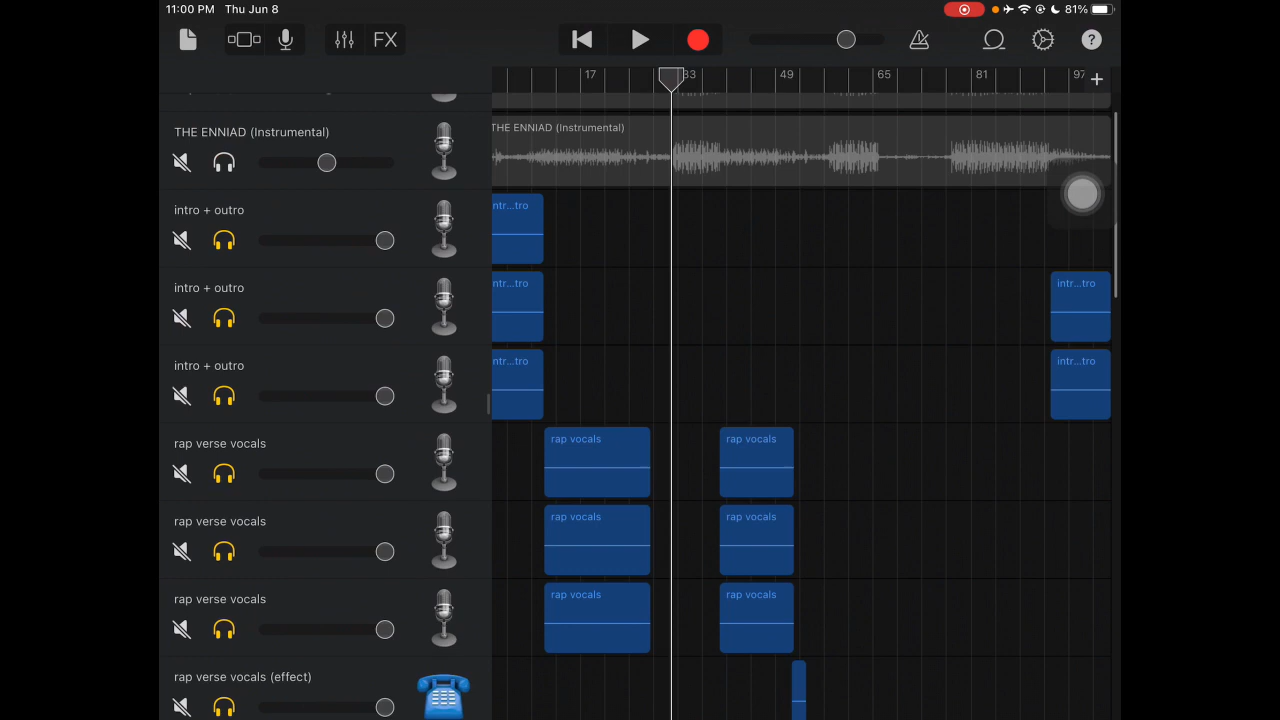 11:00 PM Thu Jun 8
81%
FX
?
17 33 49 65 81 97 +
THE ENNIAD (Instrumental)
THE ENNIAD (Instrumental)
intro + outro
ntr...tro
intro + outro
ntr...tro
intr...tro
intro + outro
ntr...tro
intr...tro
rap verse vocals
rap vocals
rap vocals
rap verse vocals
rap vocals
rap vocals
rap verse vocals
rap vocals
rap vocals
rap verse vocals (effect)